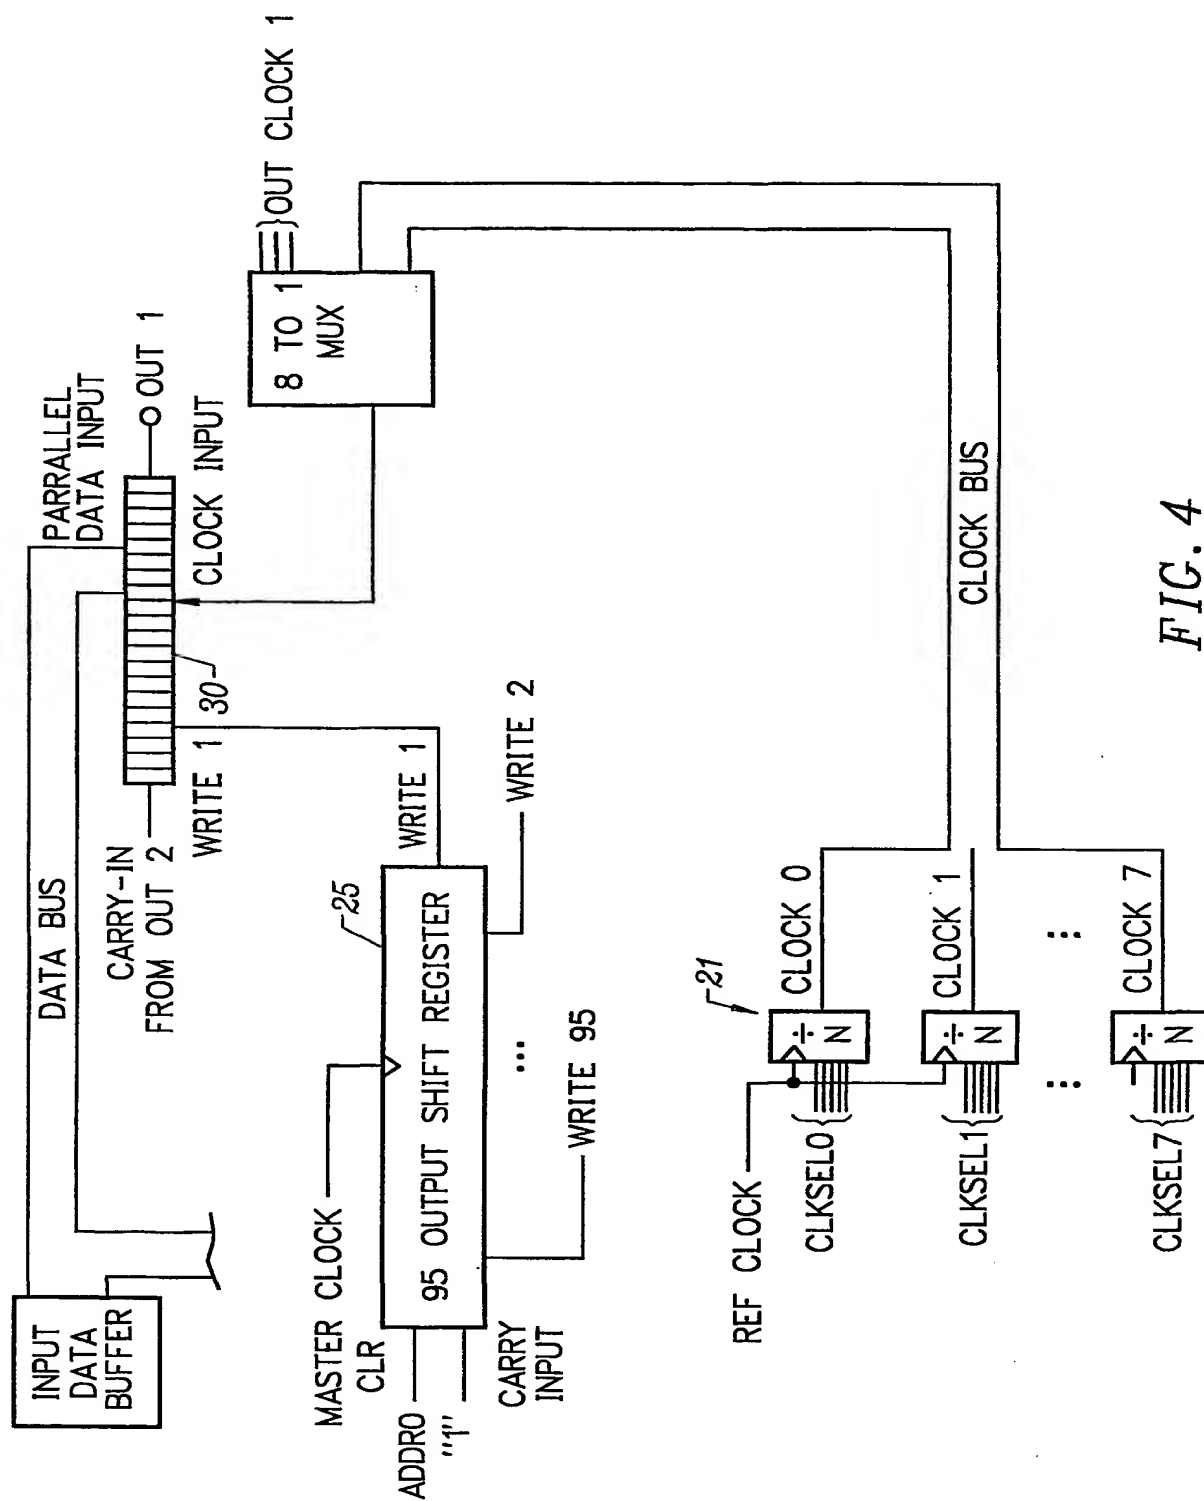 INPUT
DATA
BUFFER
DATA BUS
PARRALLEL
DATA INPUT
CARRY-IN
FROM OUT 2
OUT 1
WRITE 1
30
CLOCK INPUT
8 TO 1
MUX
OUT CLOCK 1
MASTER CLOCK
CLR
ADDR0
"1"
CARRY
INPUT
95 OUTPUT SHIFT REGISTER
25
WRITE 1
WRITE 2
...
WRITE 95
REF CLOCK
21
CLKSEL0
÷
N
CLOCK 0
CLKSEL1
÷
N
CLOCK 1
...
...
CLKSEL7
÷
N
CLOCK 7
CLOCK BUS
FIG. 4